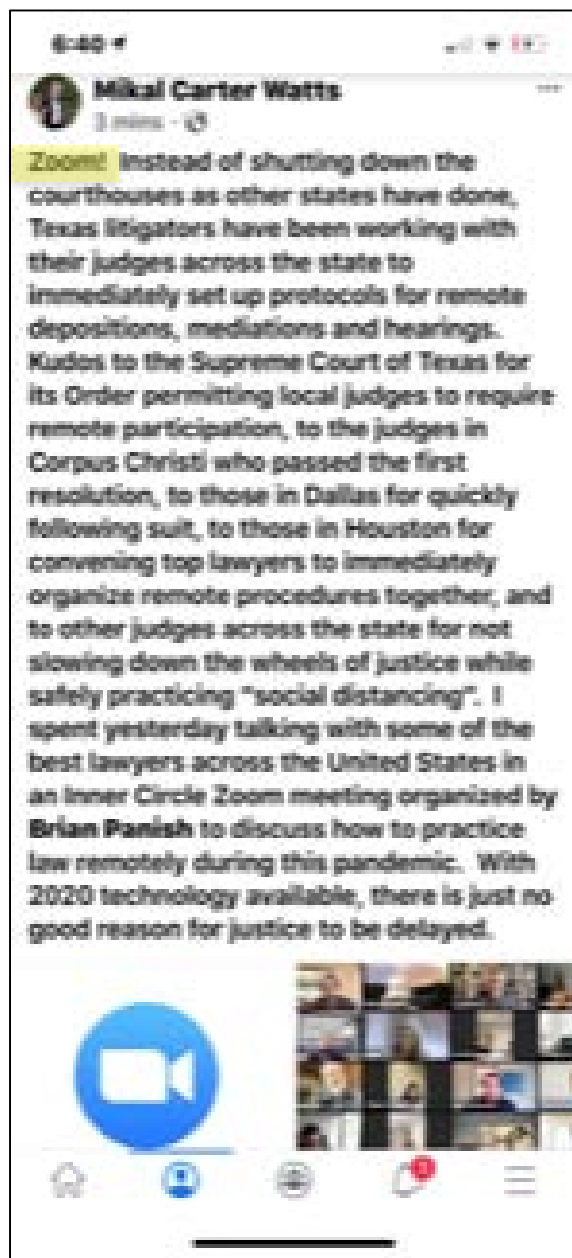 6:40
Mikal Carter Watts
3 mins ·
Zoom! Instead of shutting down the
courthouses as other states have done,
Texas litigators have been working with
their judges across the state to
immediately set up protocols for remote
depositions, mediations and hearings.
Kudos to the Supreme Court of Texas for
its Order permitting local judges to require
remote participation, to the judges in
Corpus Christi who passed the first
resolution, to those in Dallas for quickly
following suit, to those in Houston for
convening top lawyers to immediately
organize remote procedures together, and
to other judges across the state for not
slowing down the wheels of justice while
safely practicing "social distancing". I
spent yesterday talking with some of the
best lawyers across the United States in
an Inner Circle Zoom meeting organized by
Brian Panish to discuss how to practice
law remotely during this pandemic. With
2020 technology available, there is just no
good reason for justice to be delayed.